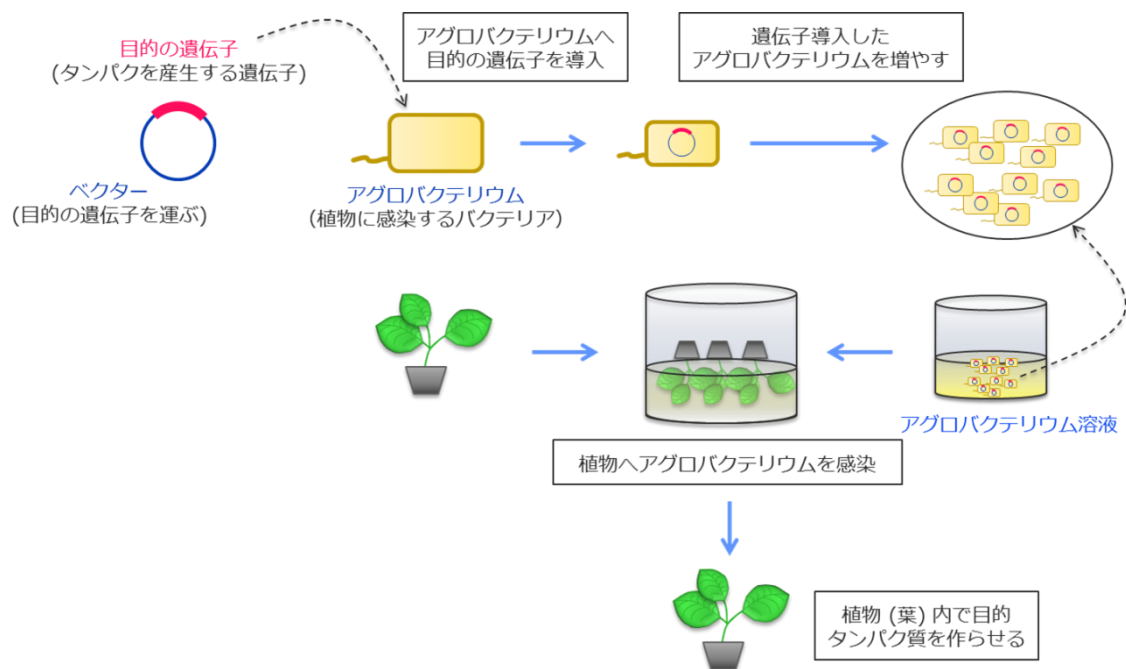 目的の遺伝子
(タンパクを産生する遺伝子)
ベクター
(目的の遺伝子を運ぶ)
アグロバクテリウムへ
目的の遺伝子を導入
アグロバクテリウム
(植物に感染するバクテリア)
遺伝子導入した
アグロバクテリウムを増やす
アグロバクテリウム溶液
植物へアグロバクテリウムを感染
植物 (葉) 内で目的
タンパク質を作らせる